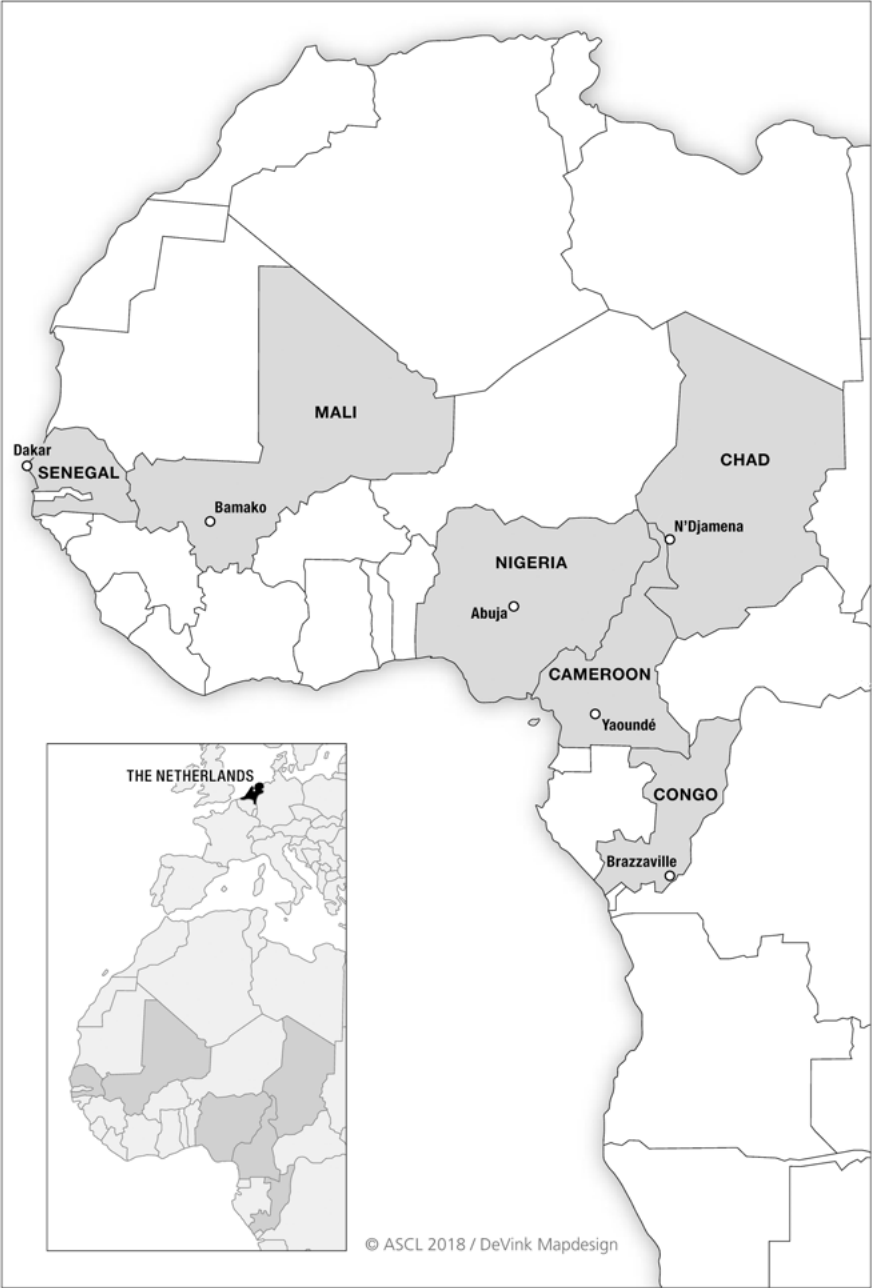 MALI
Dakar
SENEGAL
Bamako
CHAD
N'Djamena
NIGERIA
Abuja
CAMEROON
Yaoundé
CONGO
Brazzaville
THE NETHERLANDS
© ASCL 2018 / DeVink Mapdesign